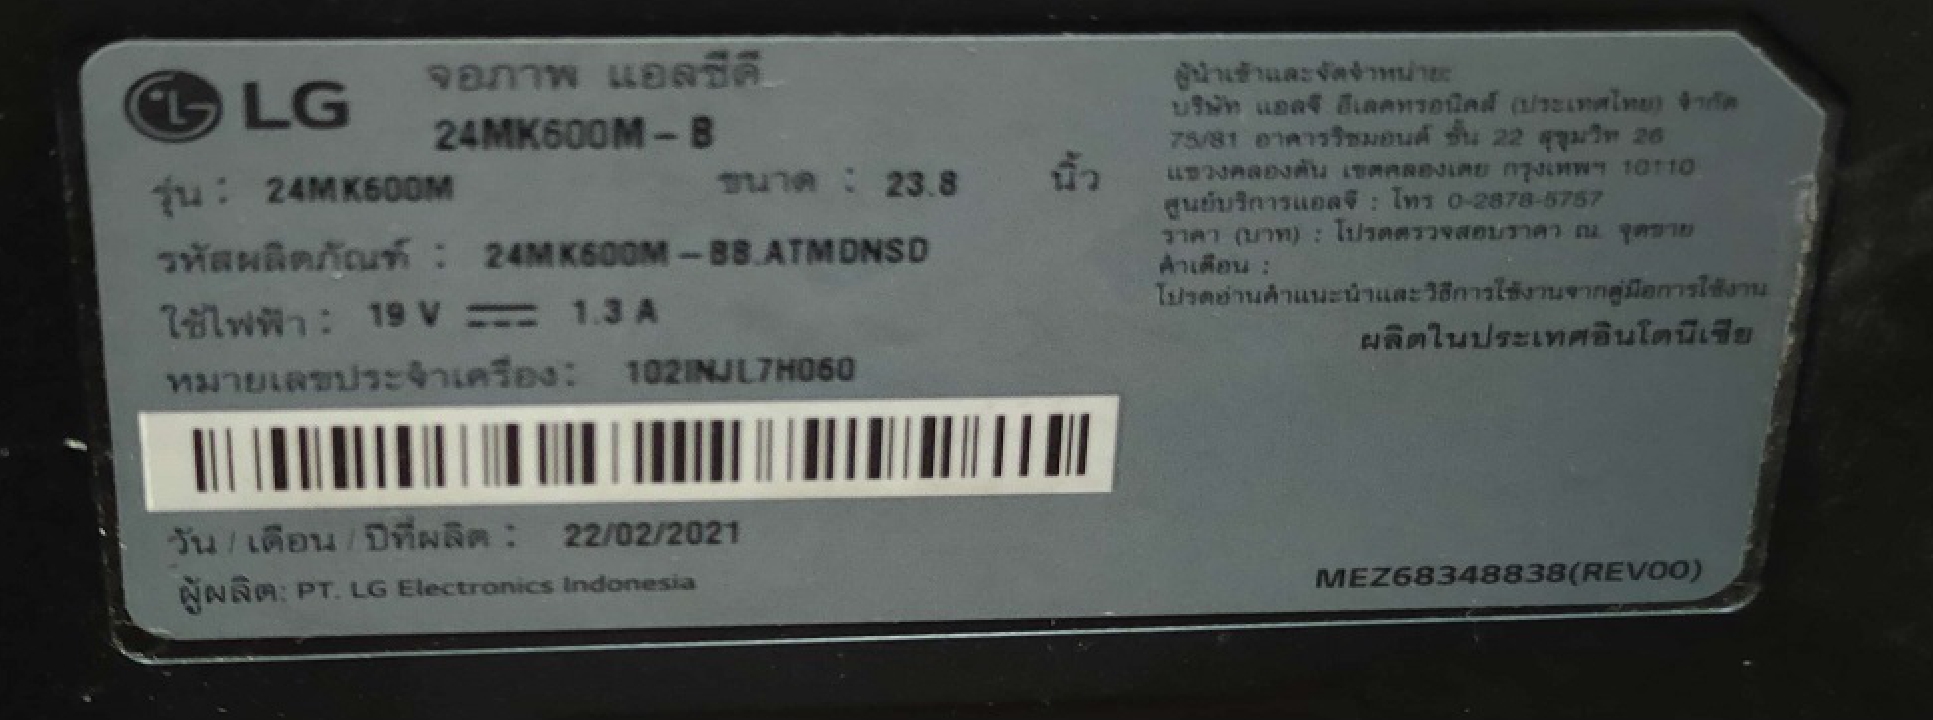 LG
จอภาพ แอลซีดี
24MK600M-B
รุ่น : 24MK600M ขนาด : 23.8 นิ้ว
รหัสผลิตภัณฑ์ : 24MK600M-BB.ATMDNSD
ใช้ไฟฟ้า : 19 V 1.3 A
หมายเลขประจำเครื่อง: 102INJL7H060
วัน / เดือน / ปีที่ผลิต : 22/02/2021
ผู้ผลิต: PT. LG Electronics Indonesia
ผู้นำเข้าและจัดจำหน่าย:
บริษัท แอลจี อีเลคทรอนิคส์ (ประเทศไทย) จำกัด
75/81 อาคารริชมอนด์ ชั้น 22 สุขุมวิท 26
แขวงคลองตัน เขตคลองเตย กรุงเทพฯ 10110
ศูนย์บริการแอลจี : โทร 0-2878-5757
ราคา (บาท) : โปรดตรวจสอบราคา ณ จุดขาย
คำเตือน :
โปรดอ่านคำแนะนำและวิธีการใช้งานจากคู่มือการใช้งาน
ผลิตในประเทศอินโดนีเซีย
MEZ68348838(REV00)